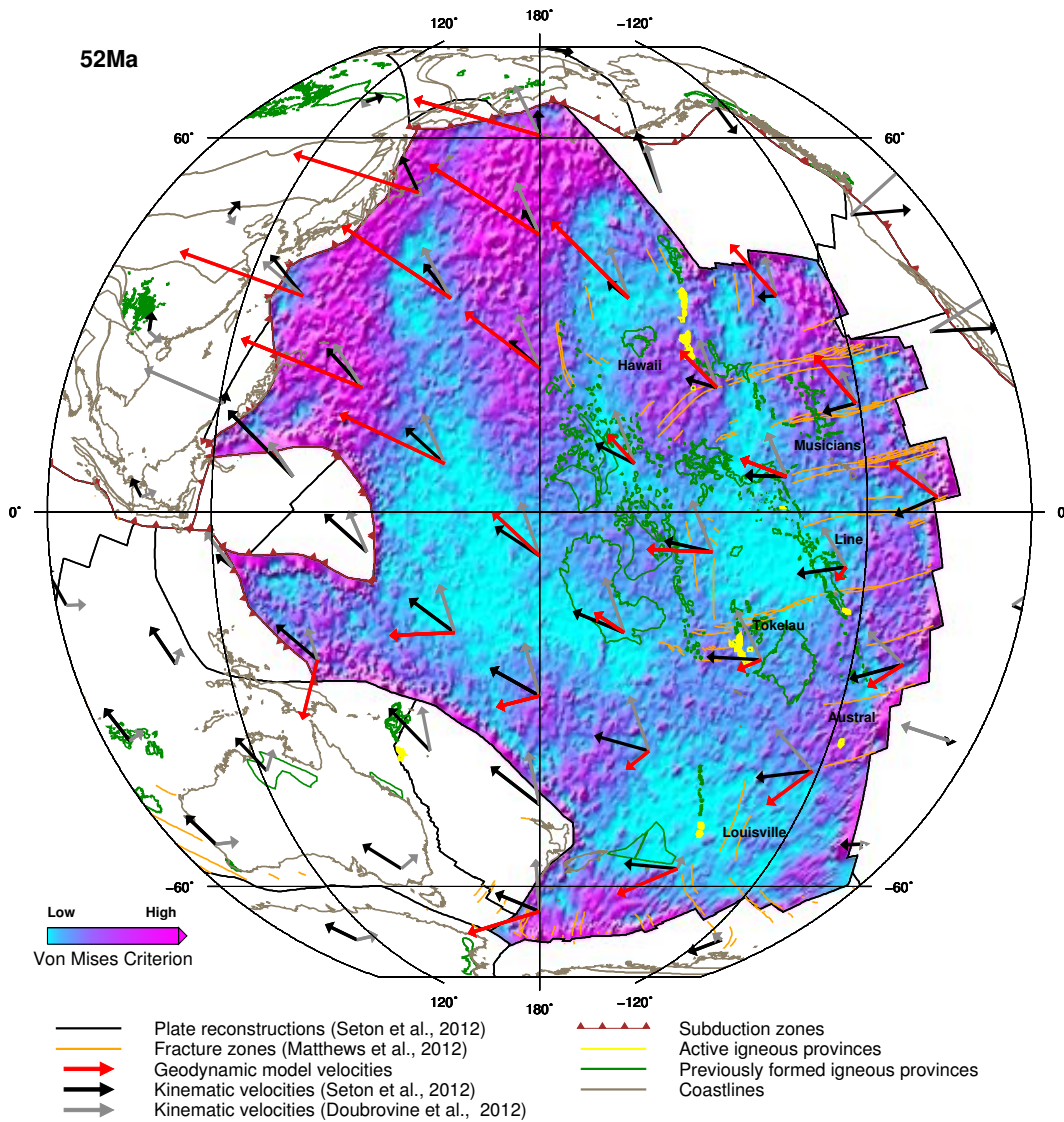 180°
120° −120°
52Ma
60° 60°
Hawaii
Musicians
0° 0
Line
Tokelau
Austral
Louisville
−60° −60°
Low High
Von Mises Criterion
120° −120°
180°
Plate reconstructions (Seton et al., 2012)
Fracture zones (Matthews et al., 2012)
Geodynamic model velocities
Kinematic velocities (Seton et al., 2012)
Kinematic velocities (Doubrovine et al., 2012)
Subduction zones
Active igneous provinces
Previously formed igneous provinces
Coastlines